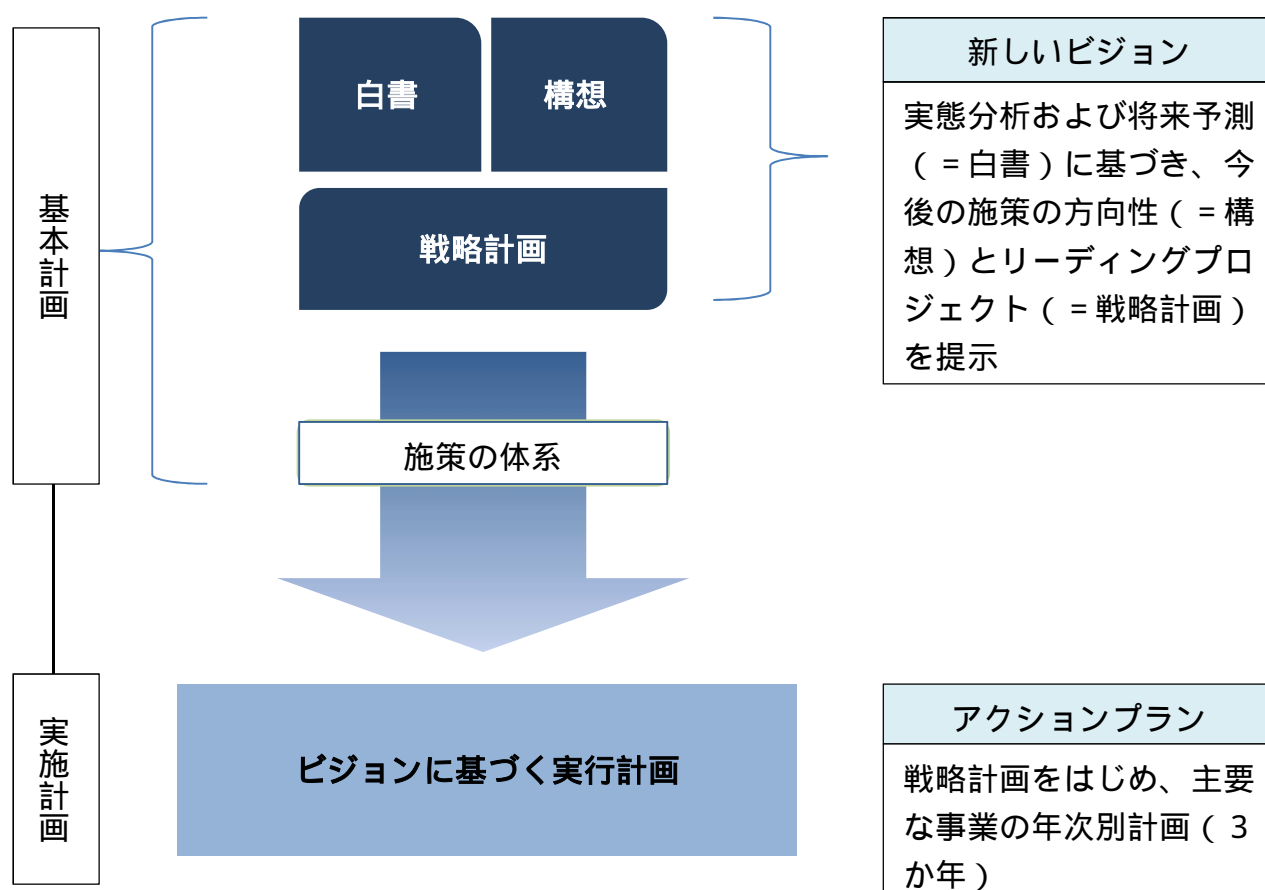 基本計画
白書
構想
戦略計画
施策の体系
新しいビジョン
実態分析および将来予測
（＝白書）に基づき、今
後の施策の方向性（＝構
想）とリーディングプロ
ジェクト（＝戦略計画）
を提示
実施計画
ビジョンに基づく実行計画
アクションプラン
戦略計画をはじめ、主要
な事業の年次別計画（３
か年）